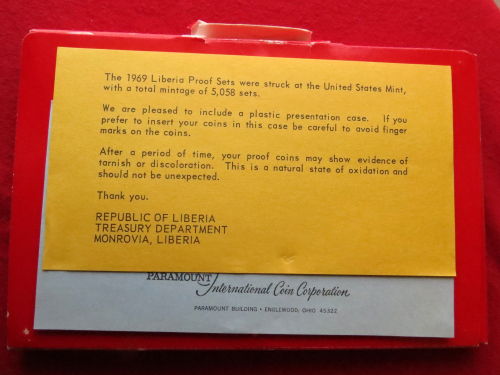 The 1969 Liberia Proof Sets were struck at the United States Mint,
with a total mintage of 5,058 sets.
We are pleased to include a plastic presentation case. If you
prefer to insert your coins in this case be careful to avoid finger
marks on the coins.
After a period of time, your proof coins may show evidence of
tarnish or discoloration. This is a natural state of oxidation and
should not be unexpected.
Thank you.
REPUBLIC OF LIBERIA
TREASURY DEPARTMENT
MONROVIA, LIBERIA
PARAMOUNT International Coin Corporation
PARAMOUNT BUILDING • ENGLEWOOD, OHIO 45322